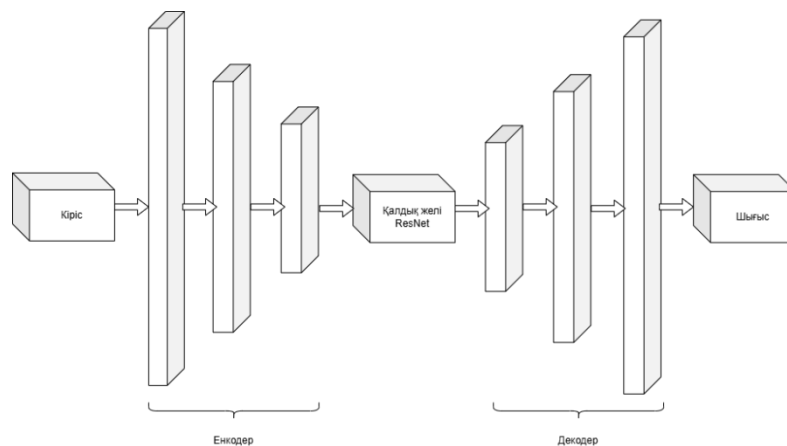 Кіріс
Қалдық желі
ResNet
Шығыс
Енкодер
Декодер